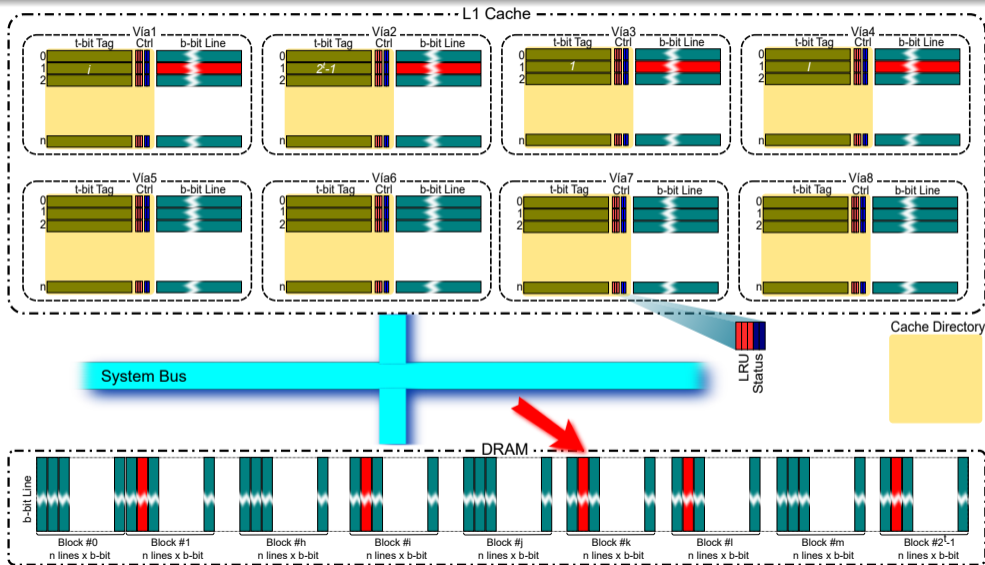 L1 Cache
Vía1
t-bit Tag Ctrl b-bit Line
0
1 i
2
n
Vía2
t-bit Tag Ctrl b-bit Line
0
1 2ᵗ-1
2
n
Vía3
t-bit Tag Ctrl b-bit Line
0
1 1
2
n
Vía4
t-bit Tag Ctrl b-bit Line
0
1 l
2
n
Vía5
t-bit Tag Ctrl b-bit Line
0
1
2
n
Vía6
t-bit Tag Ctrl b-bit Line
0
1
2
n
Vía7
t-bit Tag Ctrl b-bit Line
0
1
2
n
Vía8
t-bit Tag Ctrl b-bit Line
0
1
2
n
LRU
Status
Cache Directory
System Bus
DRAM
b-bit Line
Block #0 Block #1 Block #h Block #i Block #j Block #k Block #l Block #m Block #2ᵗ-1
n lines x b-bit n lines x b-bit n lines x b-bit n lines x b-bit n lines x b-bit n lines x b-bit n lines x b-bit n lines x b-bit n lines x b-bit